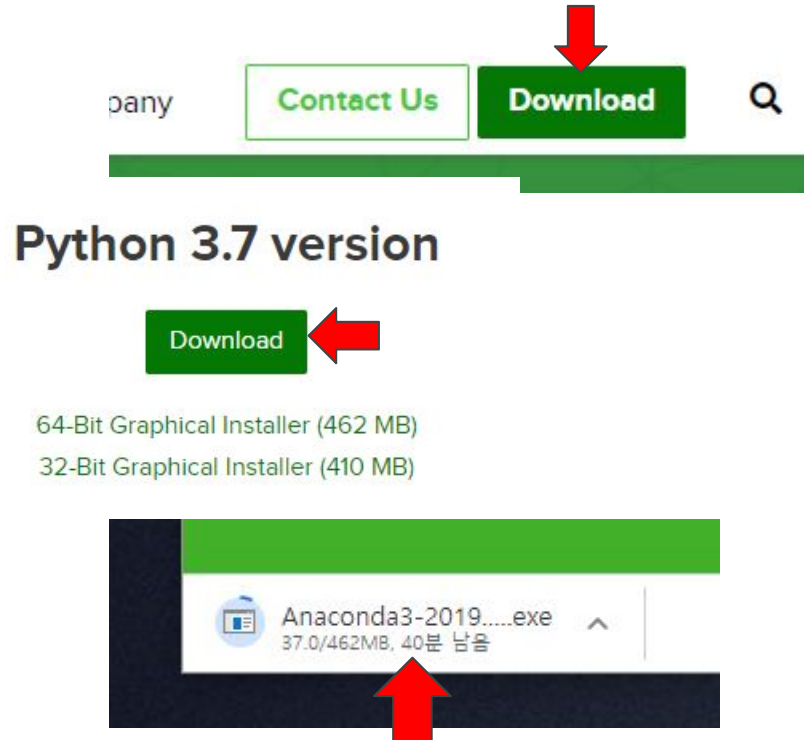 pany Contact Us Download
Python 3.7 version
Download
64-Bit Graphical Installer (462 MB)
32-Bit Graphical Installer (410 MB)
Anaconda3-2019.....exe
37.0/462MB, 40분 남음